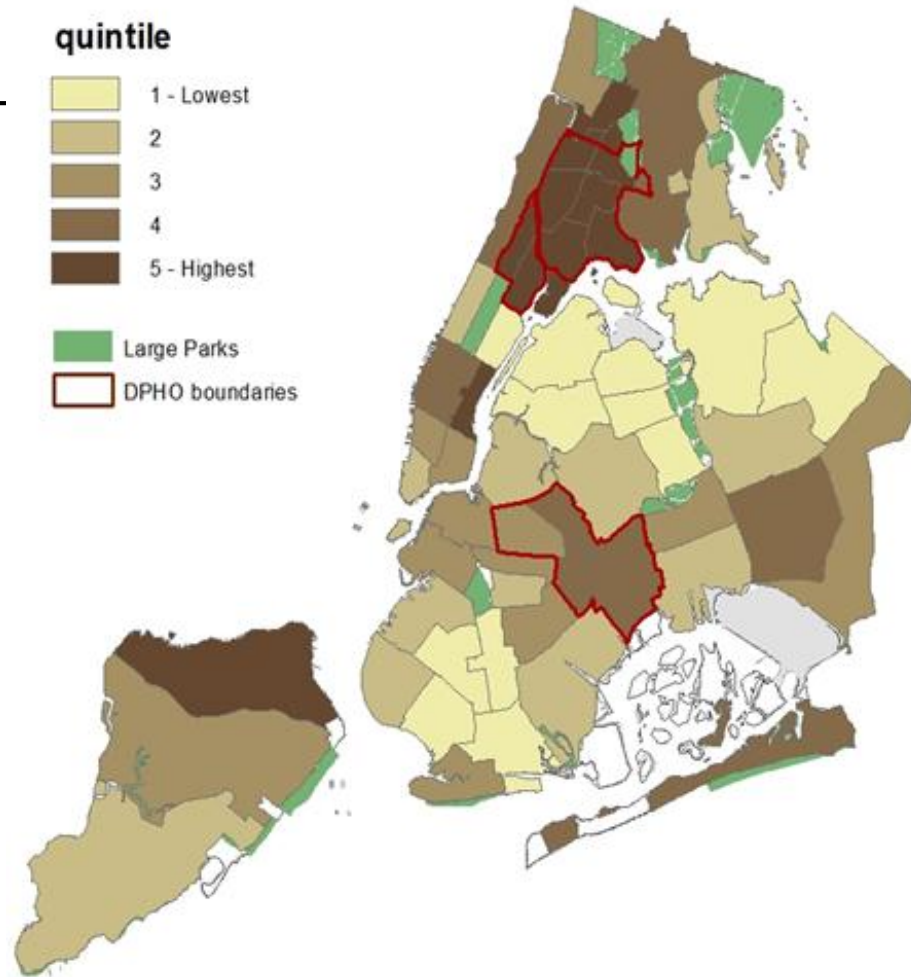 quintile
1 - Lowest
2
3
4
5 - Highest
Large Parks
DPHO boundaries